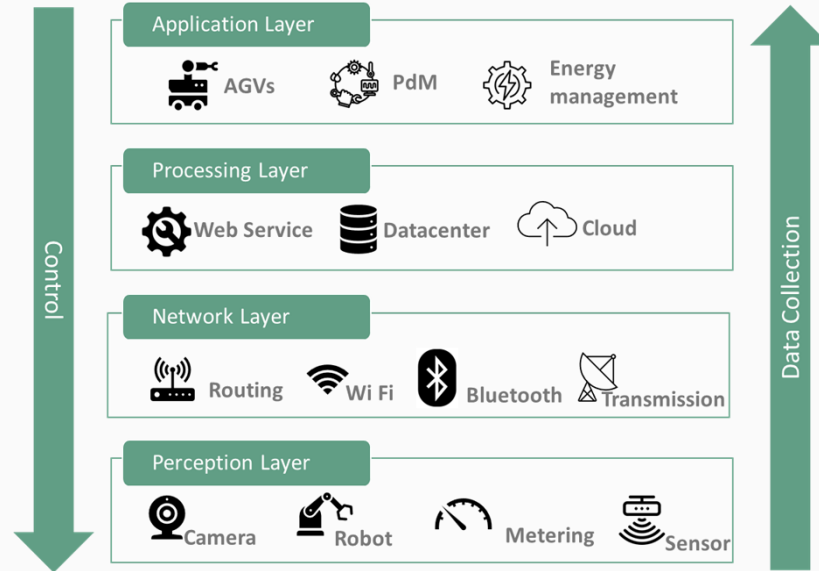 Application Layer
AGVs
PdM
Energy
management
Processing Layer
Web Service
Datacenter
Cloud
Control
Data Collection
Network Layer
Routing
Wi Fi
Bluetooth
Transmission
Perception Layer
Camera
Robot
Metering
Sensor